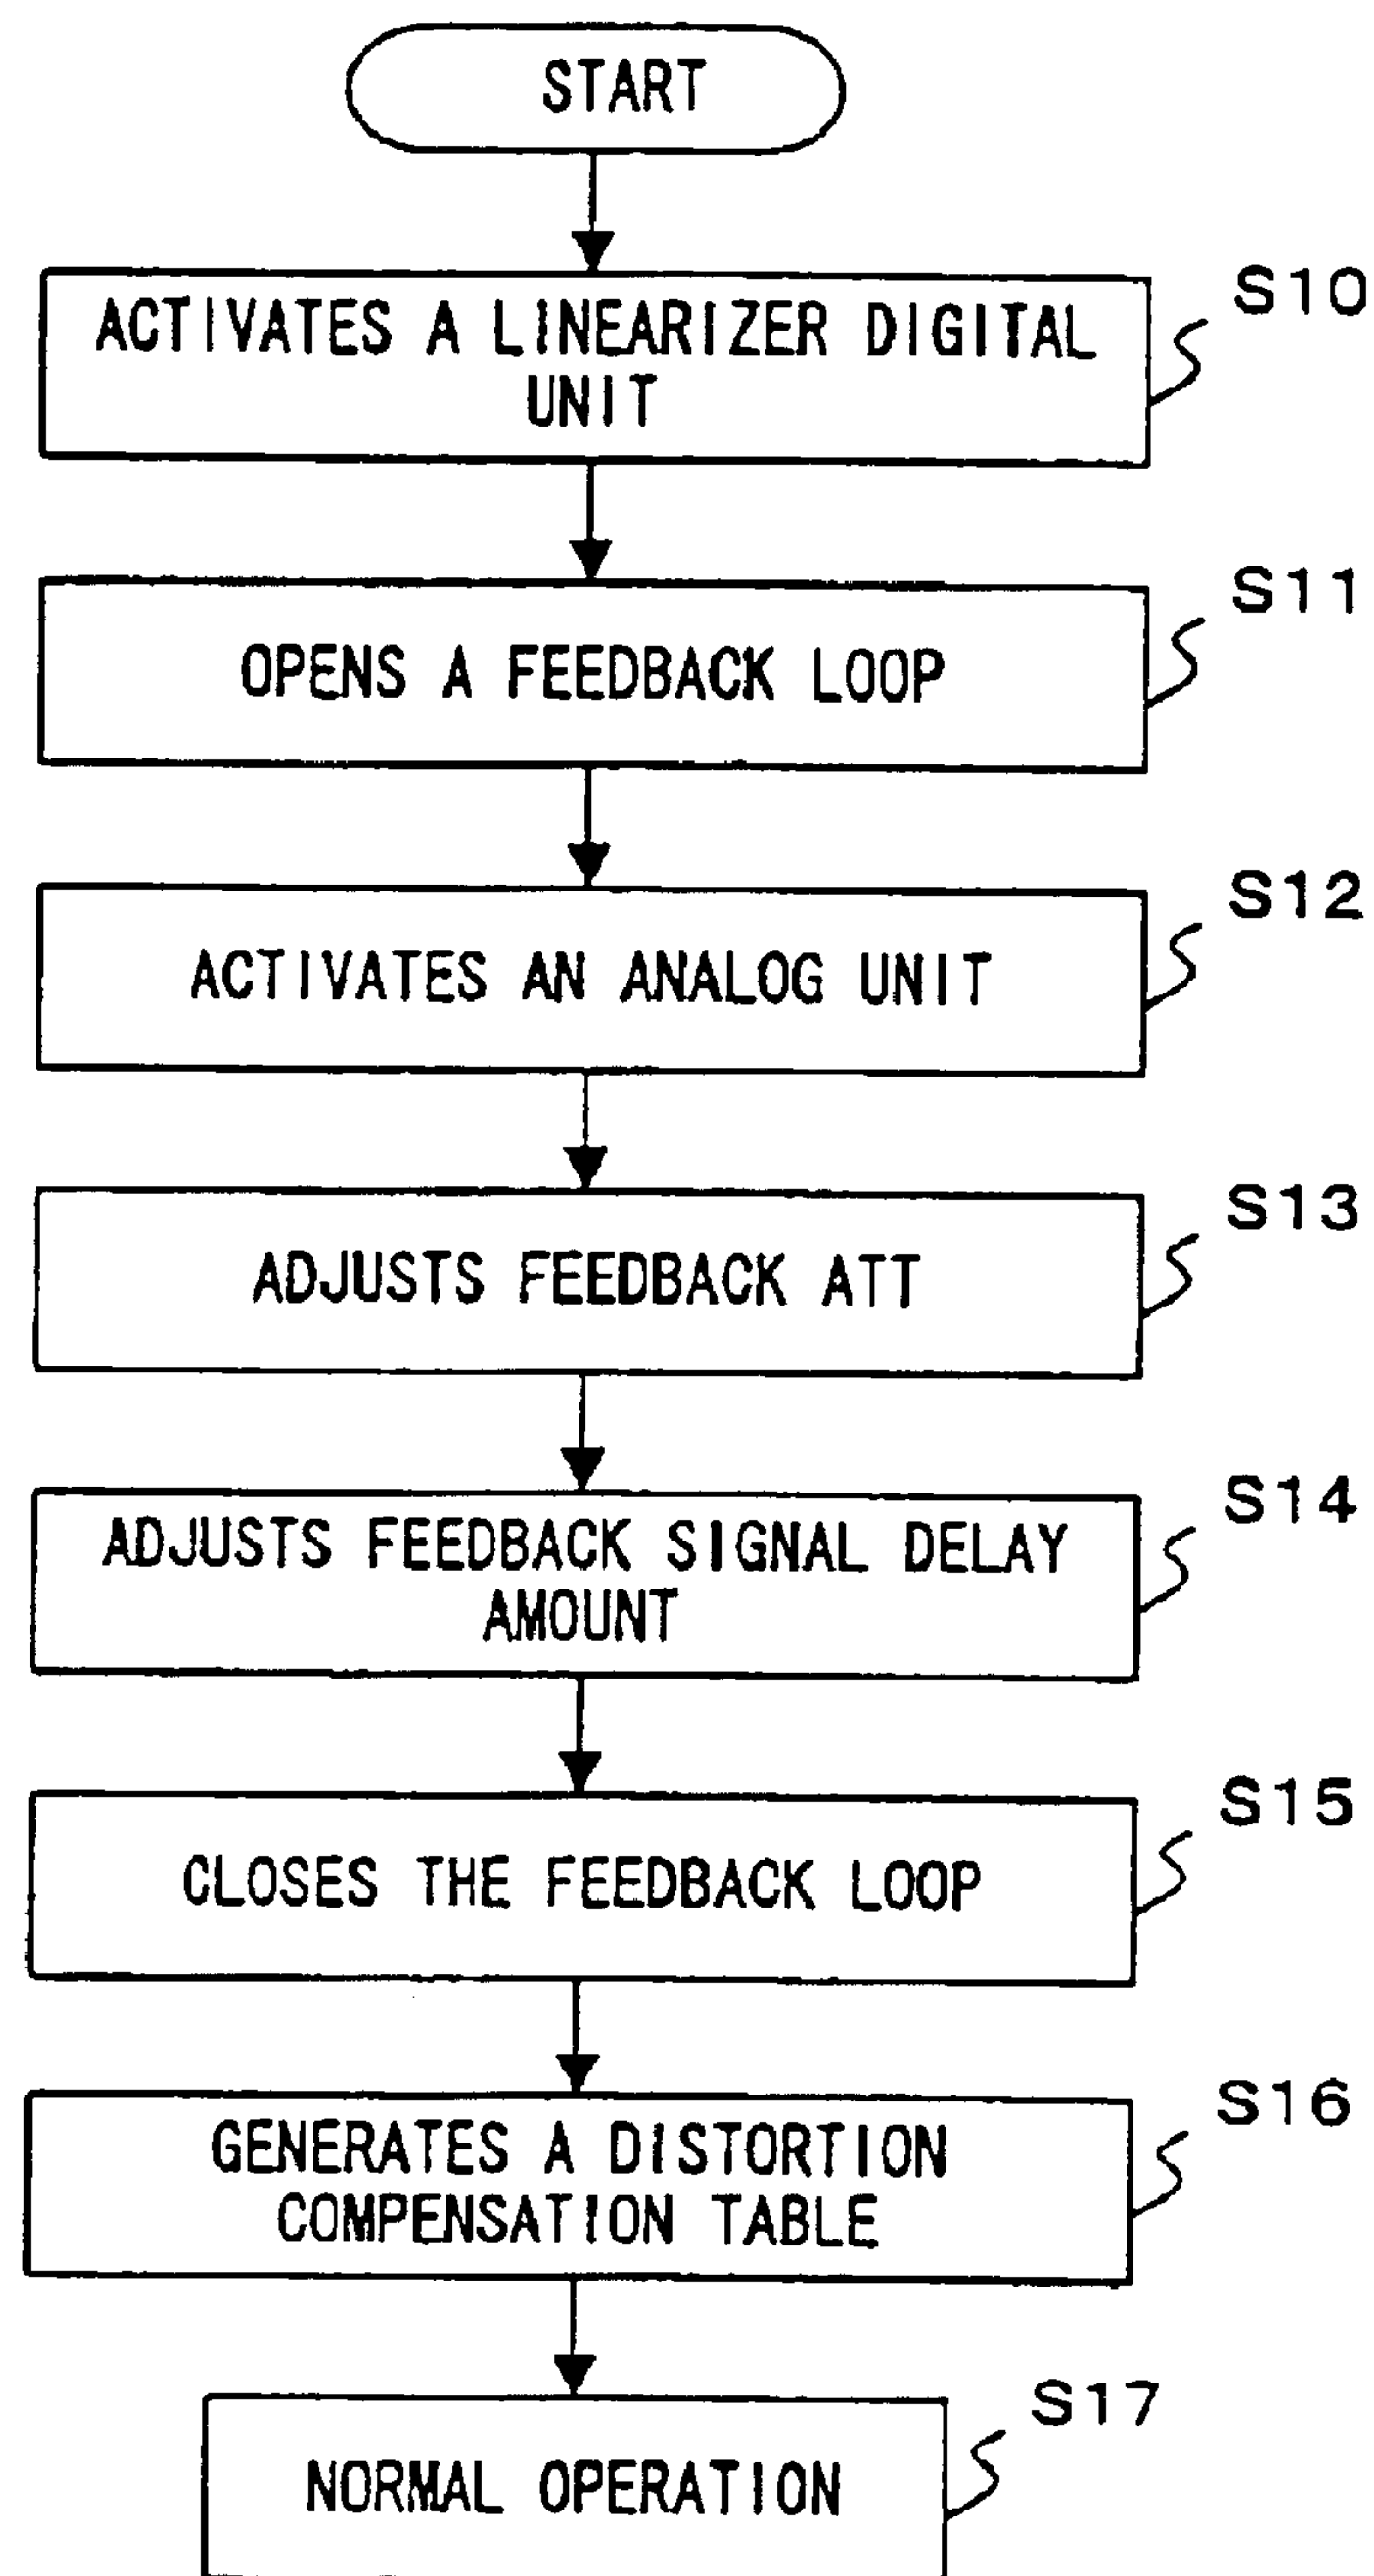 START
S10
ACTIVATES A LINEARIZER DIGITAL
UNIT
S11
OPENS A FEEDBACK LOOP
S12
ACTIVATES AN ANALOG UNIT
S13
ADJUSTS FEEDBACK ATT
S14
ADJUSTS FEEDBACK SIGNAL DELAY
AMOUNT
S15
CLOSES THE FEEDBACK LOOP
S16
GENERATES A DISTORTION
COMPENSATION TABLE
S17
NORMAL OPERATION